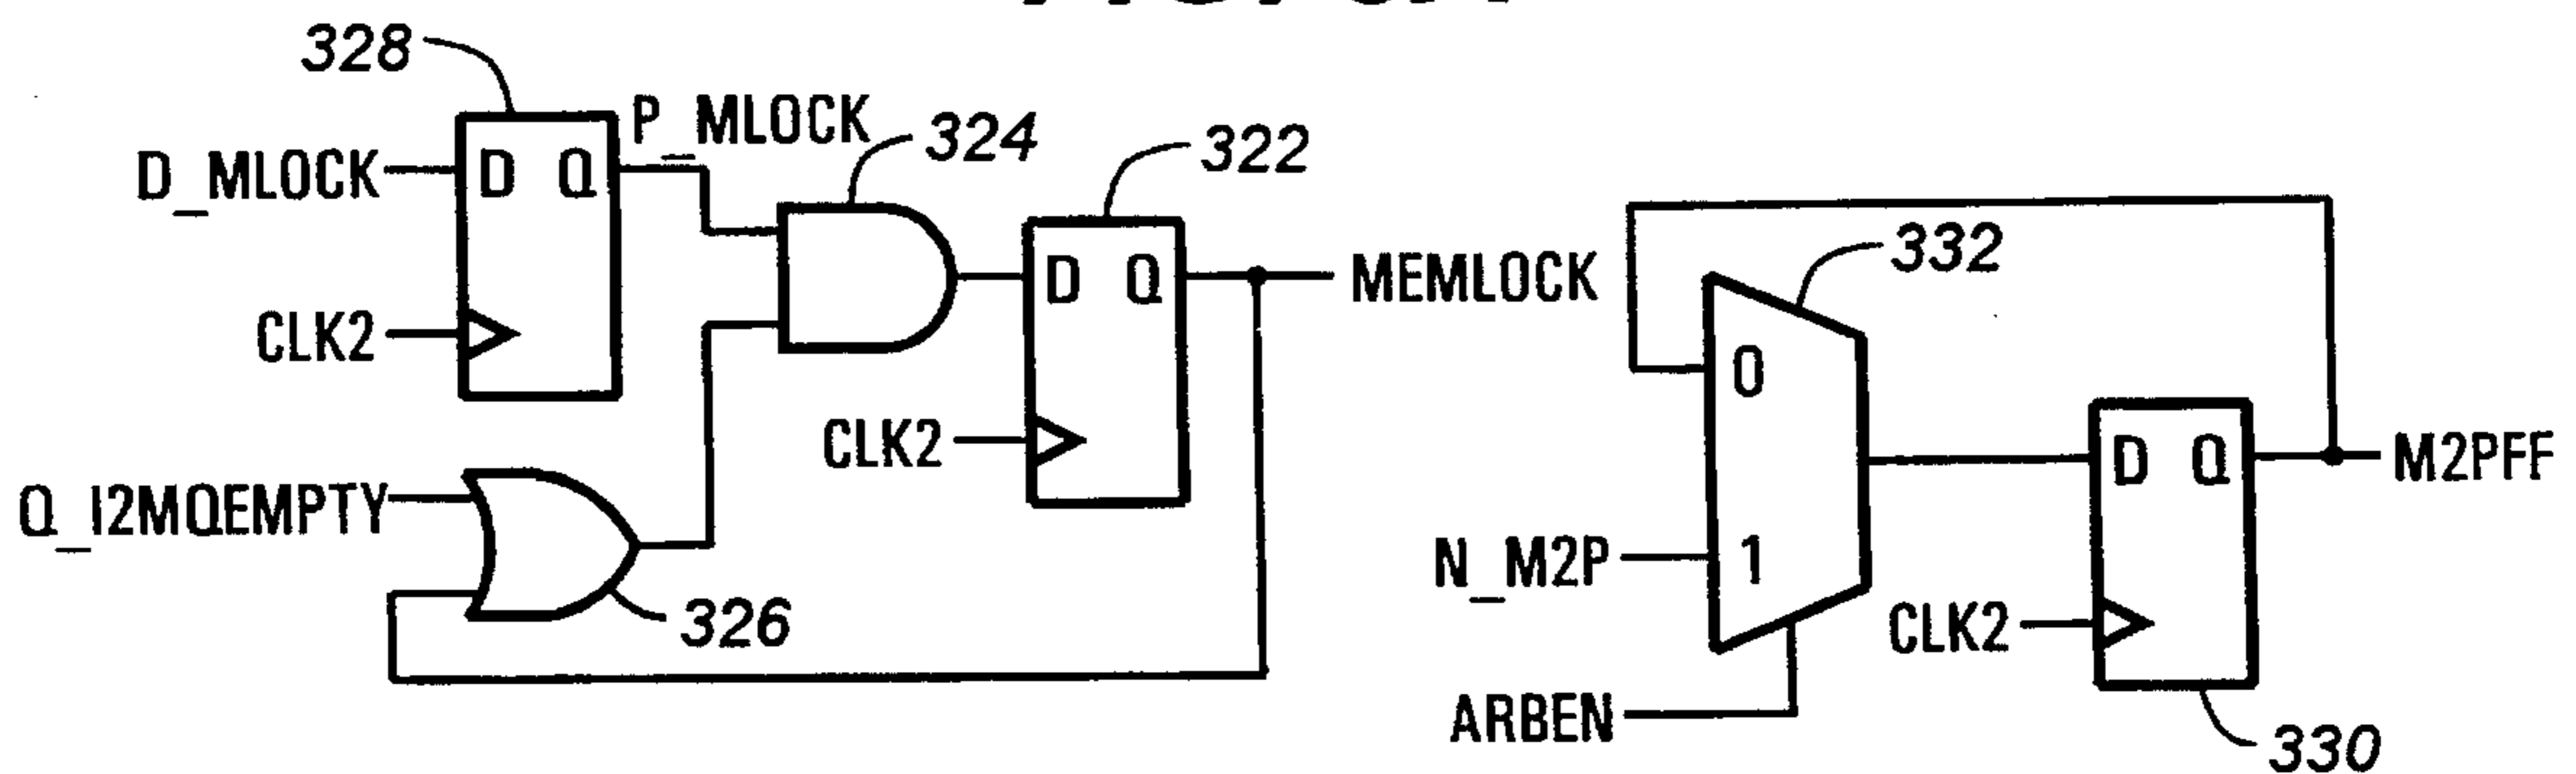 328
P_MLOCK
324
322
D_MLOCK
D Q
CLK2
D Q
MEMLOCK
CLK2
Q_I2MQEMPTY
326
332
0
N_M2P
1
D Q
M2PFF
CLK2
ARBEN
330